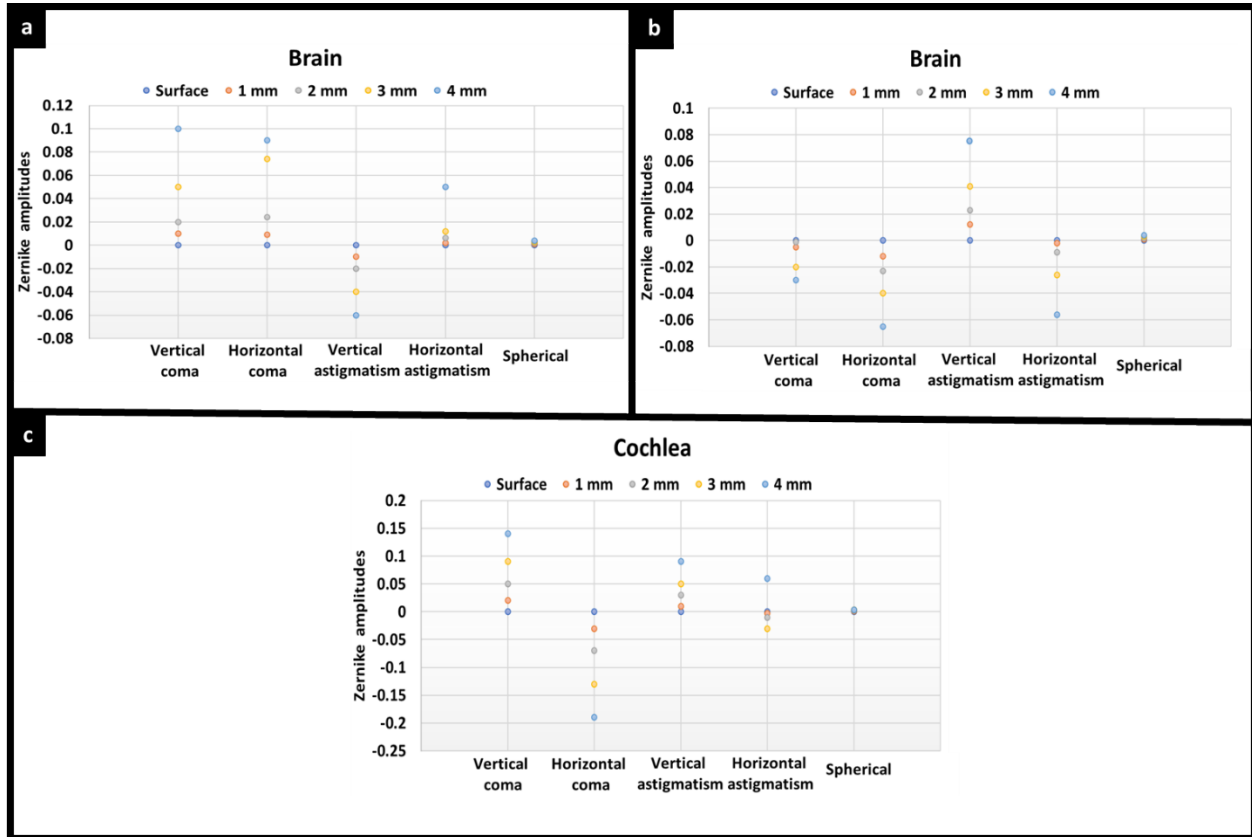 a
Brain
Surface 1 mm 2 mm 3 mm 4 mm
Zernike amplitudes
0.12
0.1
0.08
0.06
0.04
0.02
0
-0.02
-0.04
-0.06
-0.08
Vertical coma
Horizontal coma
Vertical astigmatism
Horizontal astigmatism
Spherical
b
Brain
Surface 1 mm 2 mm 3 mm 4 mm
Zernike amplitudes
0.1
0.08
0.06
0.04
0.02
0
-0.02
-0.04
-0.06
-0.08
Vertical coma
Horizontal coma
Vertical astigmatism
Horizontal astigmatism
Spherical
c
Cochlea
Surface 1 mm 2 mm 3 mm 4 mm
Zernike amplitudes
0.2
0.15
0.1
0.05
0
-0.05
-0.1
-0.15
-0.2
-0.25
Vertical coma
Horizontal coma
Vertical astigmatism
Horizontal astigmatism
Spherical